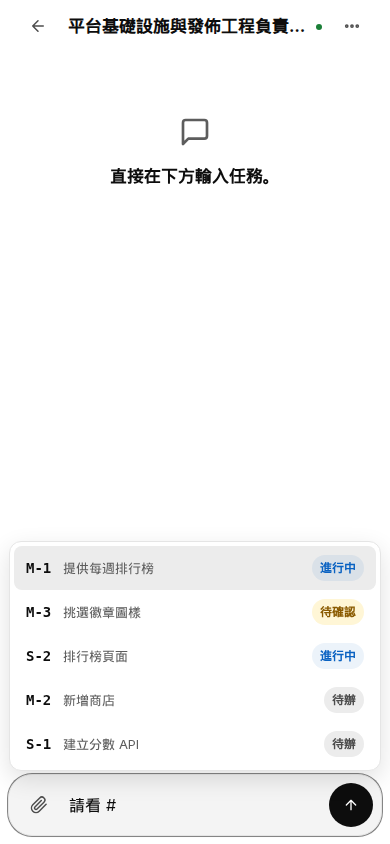 平台基礎設施與發佈工程負責...
直接在下方輸入任務。
M-1 提供每週排行榜 進行中
M-3 挑選徽章圖樣 待確認
S-2 排行榜頁面 進行中
M-2 新增商店 待辦
S-1 建立分數 API 待辦
請看 #